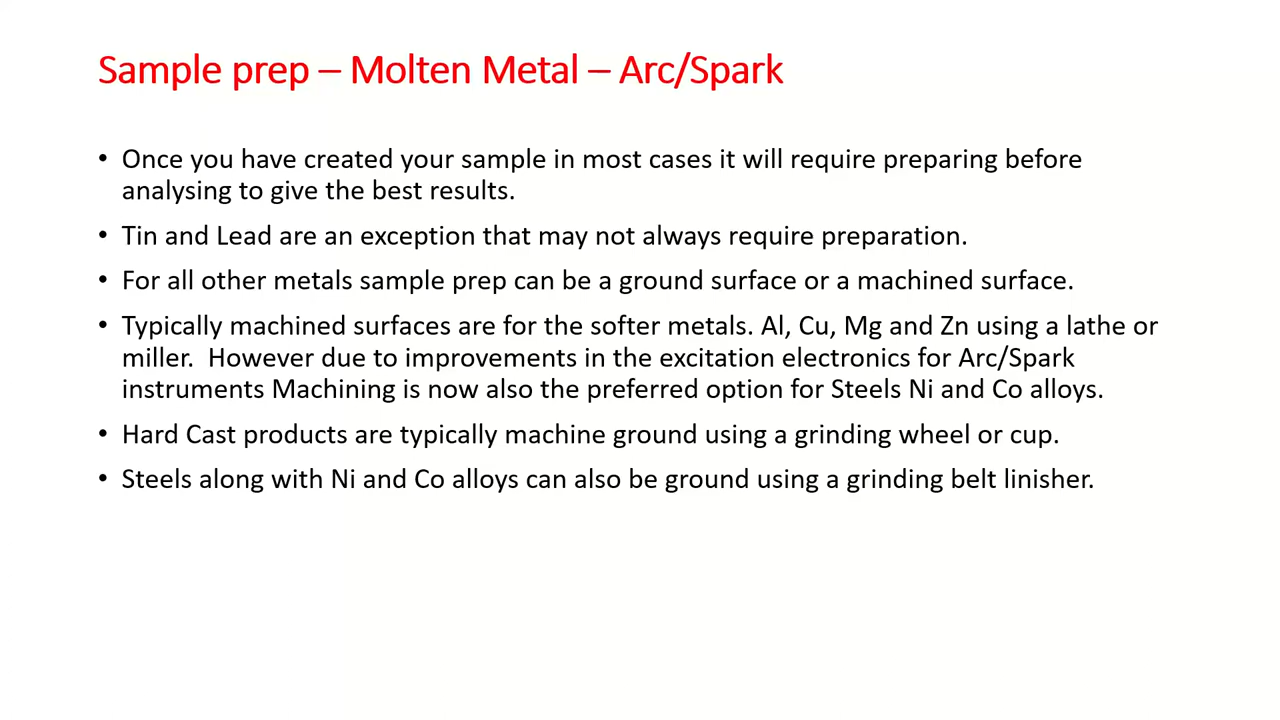 Sample prep – Molten Metal – Arc/Spark
• Once you have created your sample in most cases it will require preparing before
analysing to give the best results.
• Tin and Lead are an exception that may not always require preparation.
• For all other metals sample prep can be a ground surface or a machined surface.
• Typically machined surfaces are for the softer metals. Al, Cu, Mg and Zn using a lathe or
miller.  However due to improvements in the excitation electronics for Arc/Spark
instruments Machining is now also the preferred option for Steels Ni and Co alloys.
• Hard Cast products are typically machine ground using a grinding wheel or cup.
• Steels along with Ni and Co alloys can also be ground using a grinding belt linisher.